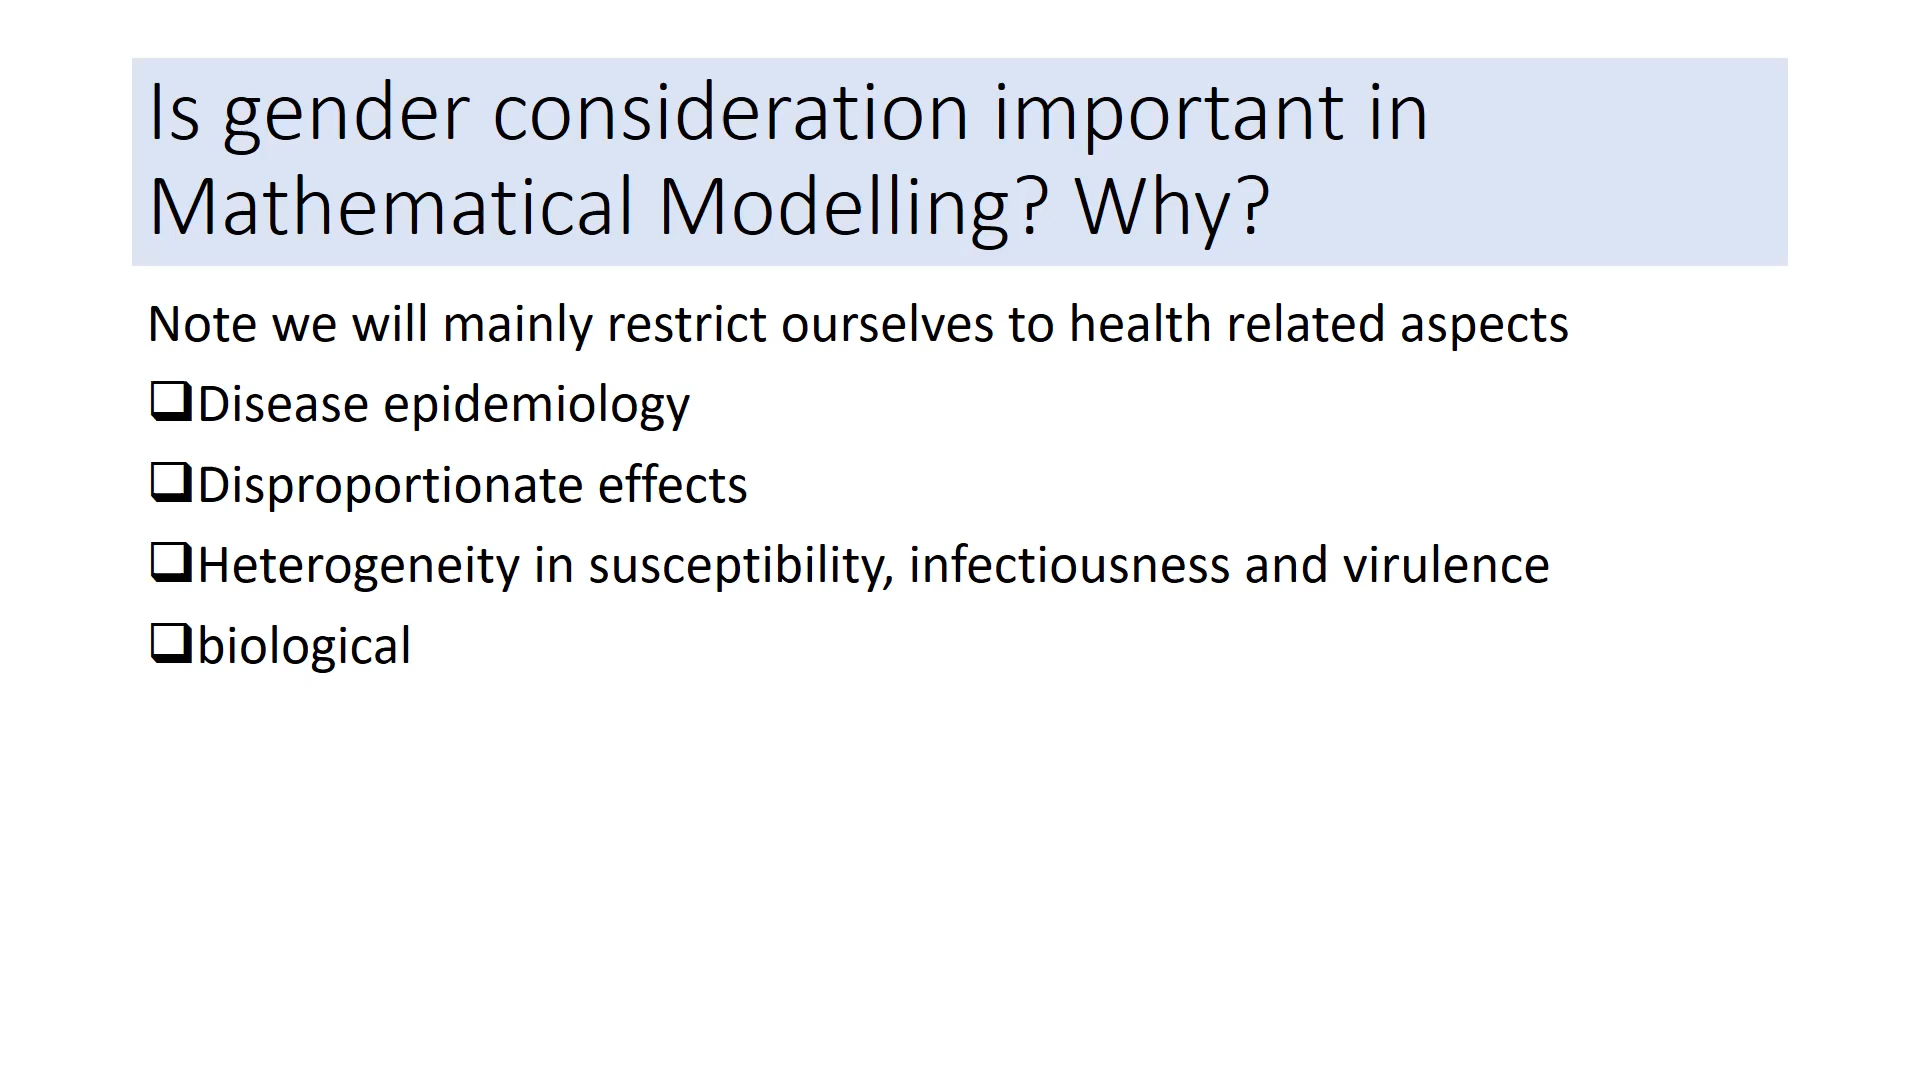 Is gender consideration important in
Mathematical Modelling? Why?
Note we will mainly restrict ourselves to health related aspects
❑Disease epidemiology
❑Disproportionate effects
❑Heterogeneity in susceptibility, infectiousness and virulence
❑biological